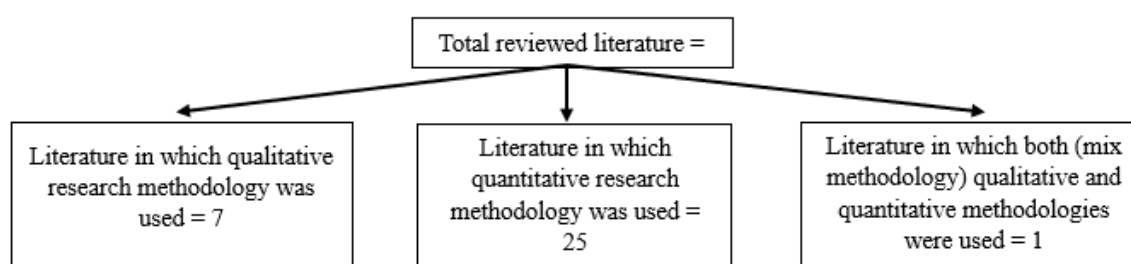 Total reviewed literature =
Literature in which qualitative
research methodology was
used = 7
Literature in which
quantitative research
methodology was used =
25
Literature in which both (mix
methodology) qualitative and
quantitative methodologies
were used = 1